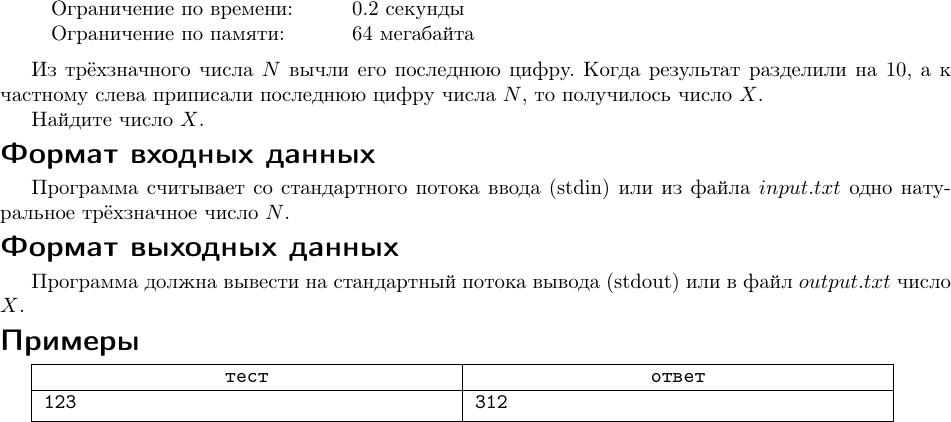 Ограничение по времени: 0.2 секунды
Ограничение по памяти: 64 мегабайта
Из трёхзначного числа N вычли его последнюю цифру. Когда результат разделили на 10, а к
частному слева приписали последнюю цифру числа N, то получилось число X.
Найдите число X.
Формат входных данных
Программа считывает со стандартного потока ввода (stdin) или из файла input.txt одно нату-
ральное трёхзначное число N.
Формат выходных данных
Программа должна вывести на стандартный потока вывода (stdout) или в файл output.txt число
X.
Примеры
тест ответ
123 312